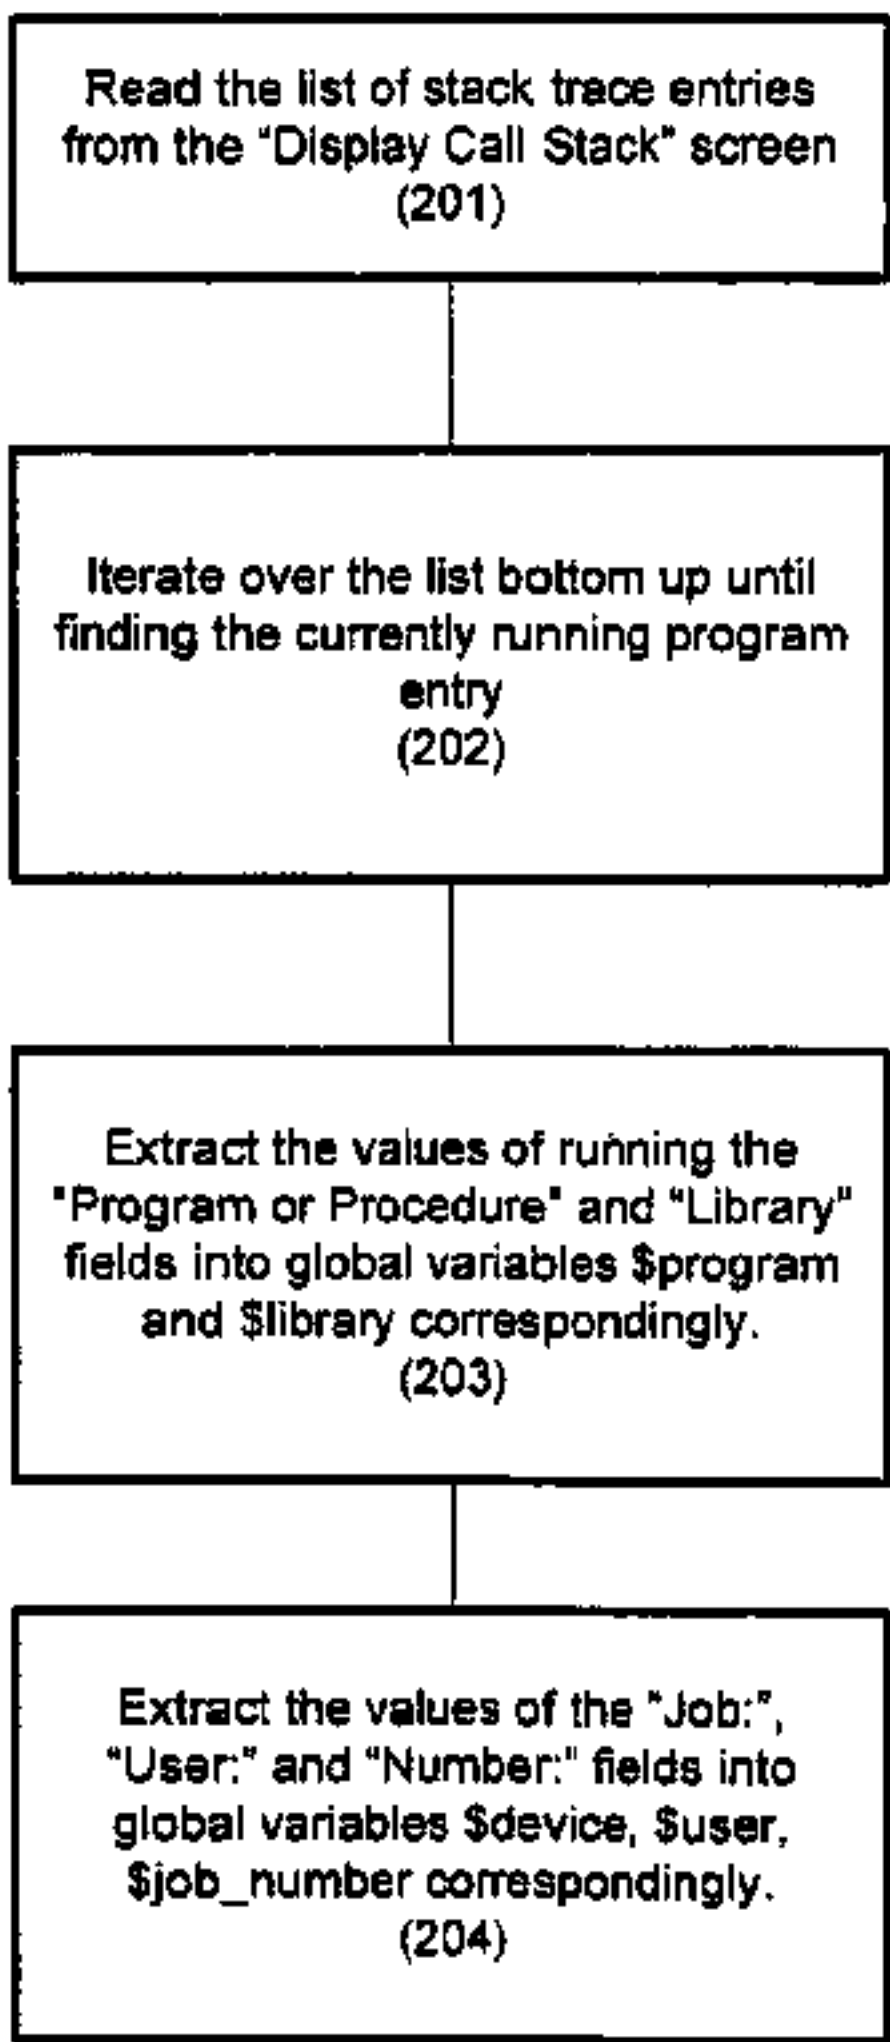 Read the list of stack trace entries
from the "Display Call Stack" screen
(201)
Iterate over the list bottom up until
finding the currently running program
entry
(202)
Extract the values of running the
"Program or Procedure" and "Library"
fields into global variables $program
and $library correspondingly.
(203)
Extract the values of the "Job:",
"User:" and "Number:" fields into
global variables $device, $user,
$job_number correspondingly.
(204)